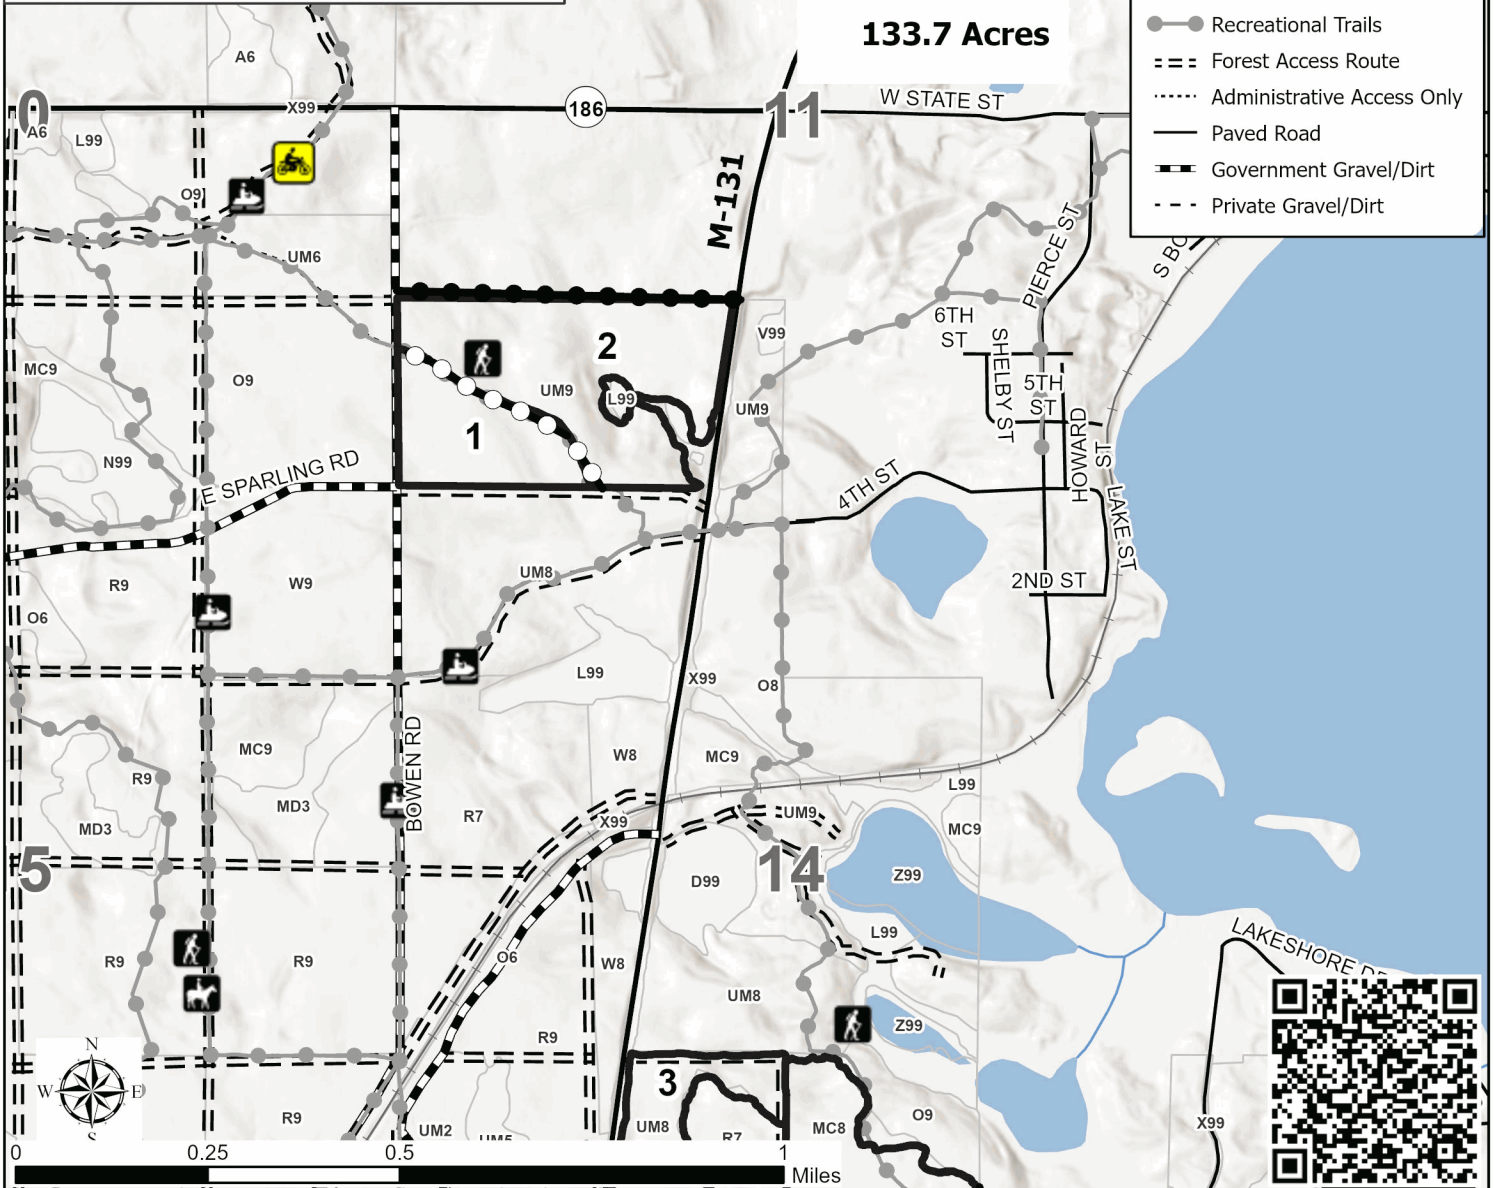 133.7 Acres
Recreational Trails
Forest Access Route
Administrative Access Only
Paved Road
Government Gravel/Dirt
Private Gravel/Dirt
A6
0
X99
186
11
W STATE ST
A6
L99
M-131
O9
PIERCE ST
S BO
UM6
6TH
ST
V99
2
SHELBY ST
MC9
O9
UM9
L99
UM9
5TH
ST
1
HOWARD
ST
N99
E SPARLING RD
4TH ST
LAKE ST
R9
W9
UM8
2ND ST
O6
L99
X99
O8
BOWEN RD
MC9
W8
MC9
R9
L99
MD3
MD3
R7
X99
UM9
MC9
5
14
D99
Z99
L99
LAKESHORE DR
R9
R9
O6
W8
UM8
Z99
R9
N
W E
S
3
R9
UM2
UM5
UM8
R7
MC8
O9
X99
0 0.25 0.5 1
Miles